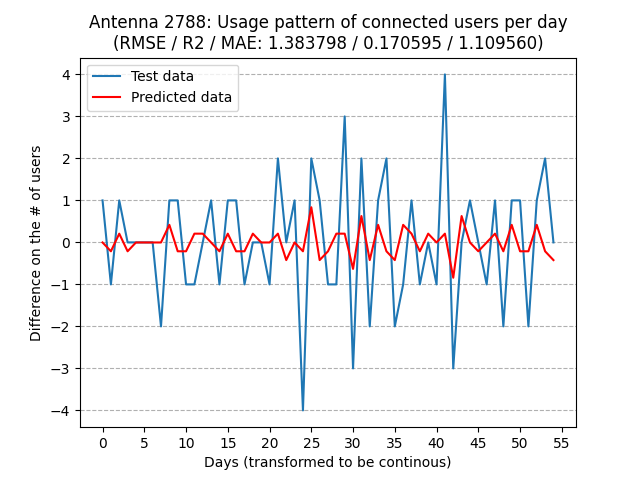 Antenna 2788: Usage pattern of connected users per day
(RMSE / R2 / MAE: 1.383798 / 0.170595 / 1.109560)
Test data
Predicted data
Difference on the # of users
4
3
2
1
0
−1
−2
−3
−4
0 5 10 15 20 25 30 35 40 45 50 55
Days (transformed to be continous)